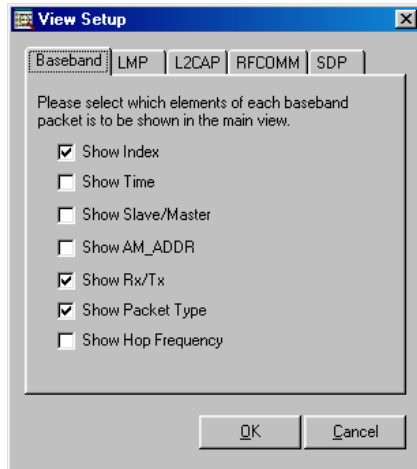 View Setup
Baseband LMP L2CAP RFCOMM SDP
Please select which elements of each baseband
packet is to be shown in the main view.
Show Index
Show Time
Show Slave/Master
Show AM_ADDR
Show Rx/Tx
Show Packet Type
Show Hop Frequency
OK Cancel